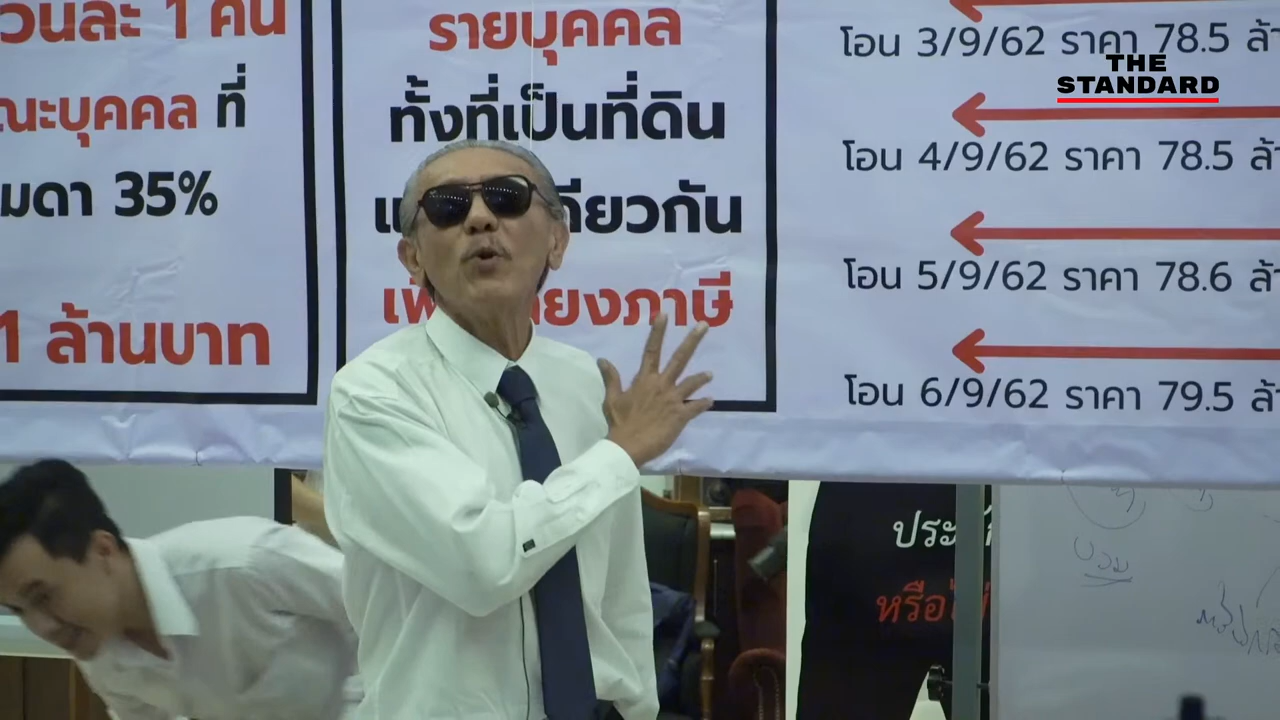 วนละ 1 คน
ณะบุคคล ที่
มดา 35%
1 ล้านบาท
รายบุคคล
ทั้งที่เป็นที่ดิน
เดียวกัน
ภาษี
โอน 3/9/62 ราคา 78.5 ล้า
โอน 4/9/62 ราคา 78.5 ล้า
โอน 5/9/62 ราคา 78.6 ล้า
โอน 6/9/62 ราคา 79.5 ล้า
THE
STANDARD
ประ
หรือ